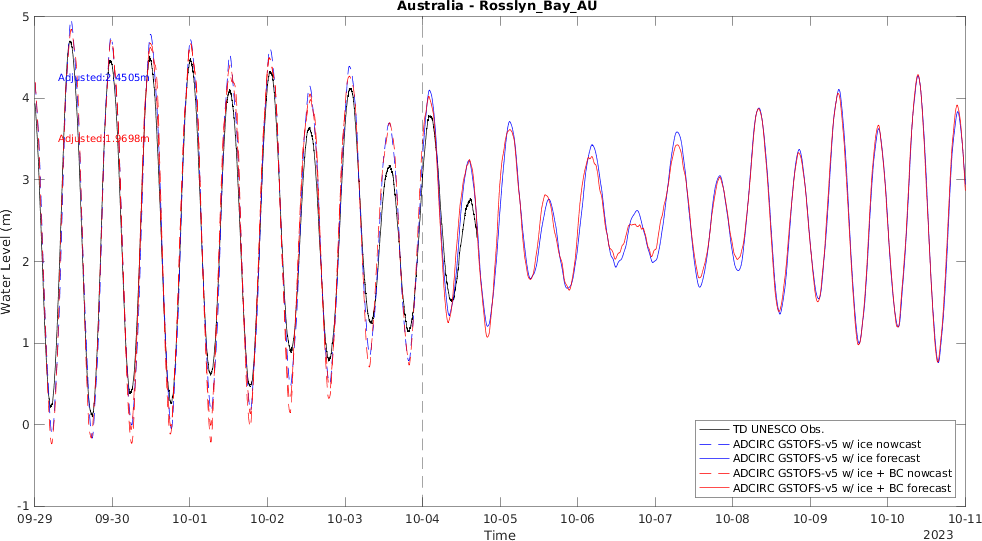 Australia - Rosslyn_Bay_AU
Water Level (m)
5
4
3
2
1
0
-1
Adjusted:2.4505m
Adjusted:1.9698m
TD UNESCO Obs.
ADCIRC GSTOFS-v5 w/ ice nowcast
ADCIRC GSTOFS-v5 w/ ice forecast
ADCIRC GSTOFS-v5 w/ ice + BC nowcast
ADCIRC GSTOFS-v5 w/ ice + BC forecast
09-29 09-30 10-01 10-02 10-03 10-04 10-05 10-06 10-07 10-08 10-09 10-10 10-11
Time
2023